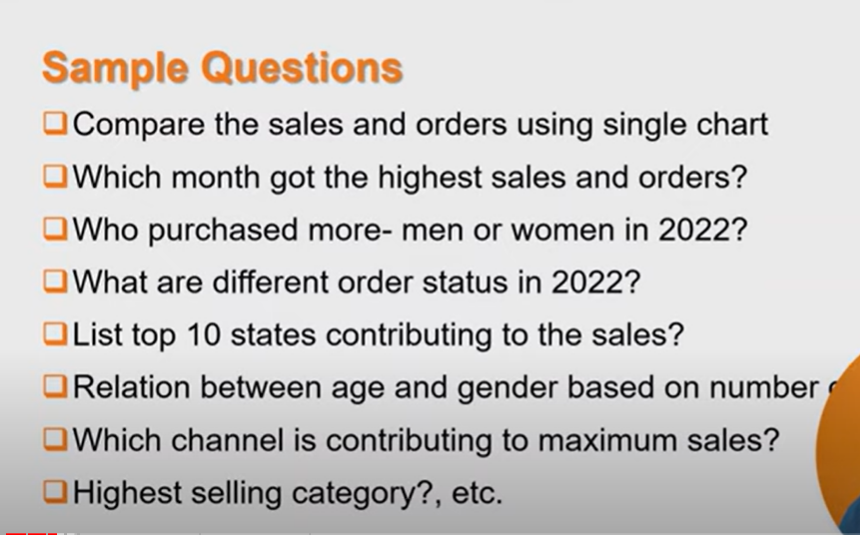 Sample Questions
Compare the sales and orders using single chart
Which month got the highest sales and orders?
Who purchased more- men or women in 2022?
What are different order status in 2022?
List top 10 states contributing to the sales?
Relation between age and gender based on number
Which channel is contributing to maximum sales?
Highest selling category?, etc.